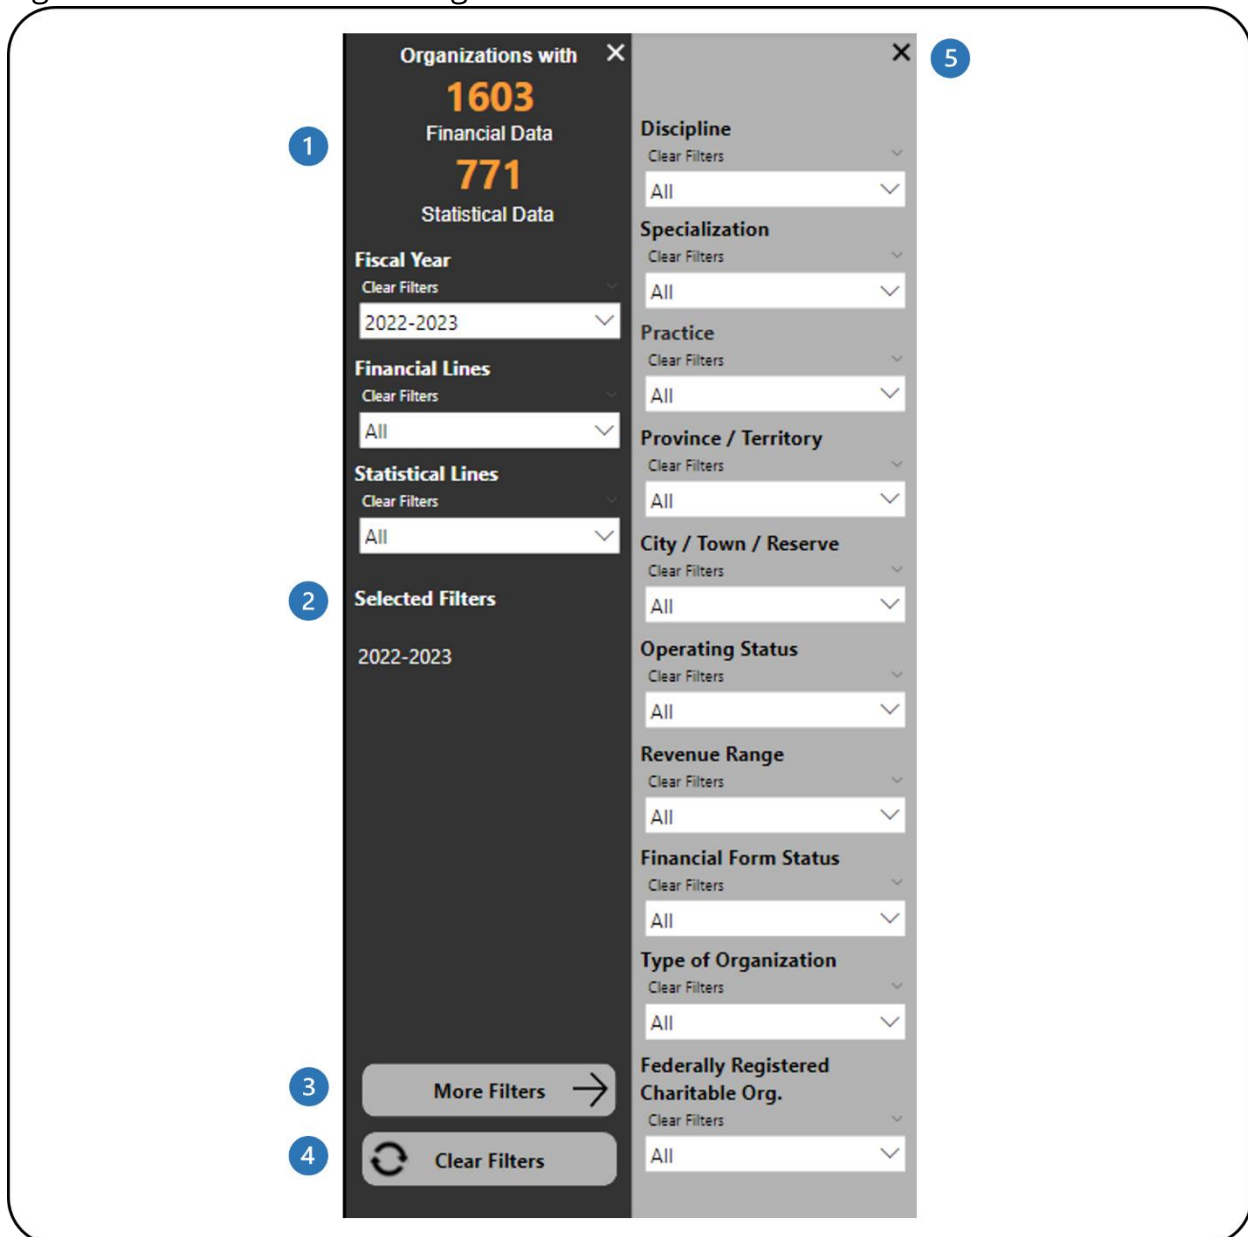 Organizations with
1603
Financial Data
771
Statistical Data
Fiscal Year
Clear Filters
2022-2023
Financial Lines
Clear Filters
All
Statistical Lines
Clear Filters
All
Selected Filters
2022-2023
More Filters
Clear Filters
Discipline
Clear Filters
All
Specialization
Clear Filters
All
Practice
Clear Filters
All
Province / Territory
Clear Filters
All
City / Town / Reserve
Clear Filters
All
Operating Status
Clear Filters
All
Revenue Range
Clear Filters
All
Financial Form Status
Clear Filters
All
Type of Organization
Clear Filters
All
Federally Registered
Charitable Org.
Clear Filters
All
1
2
3
4
5